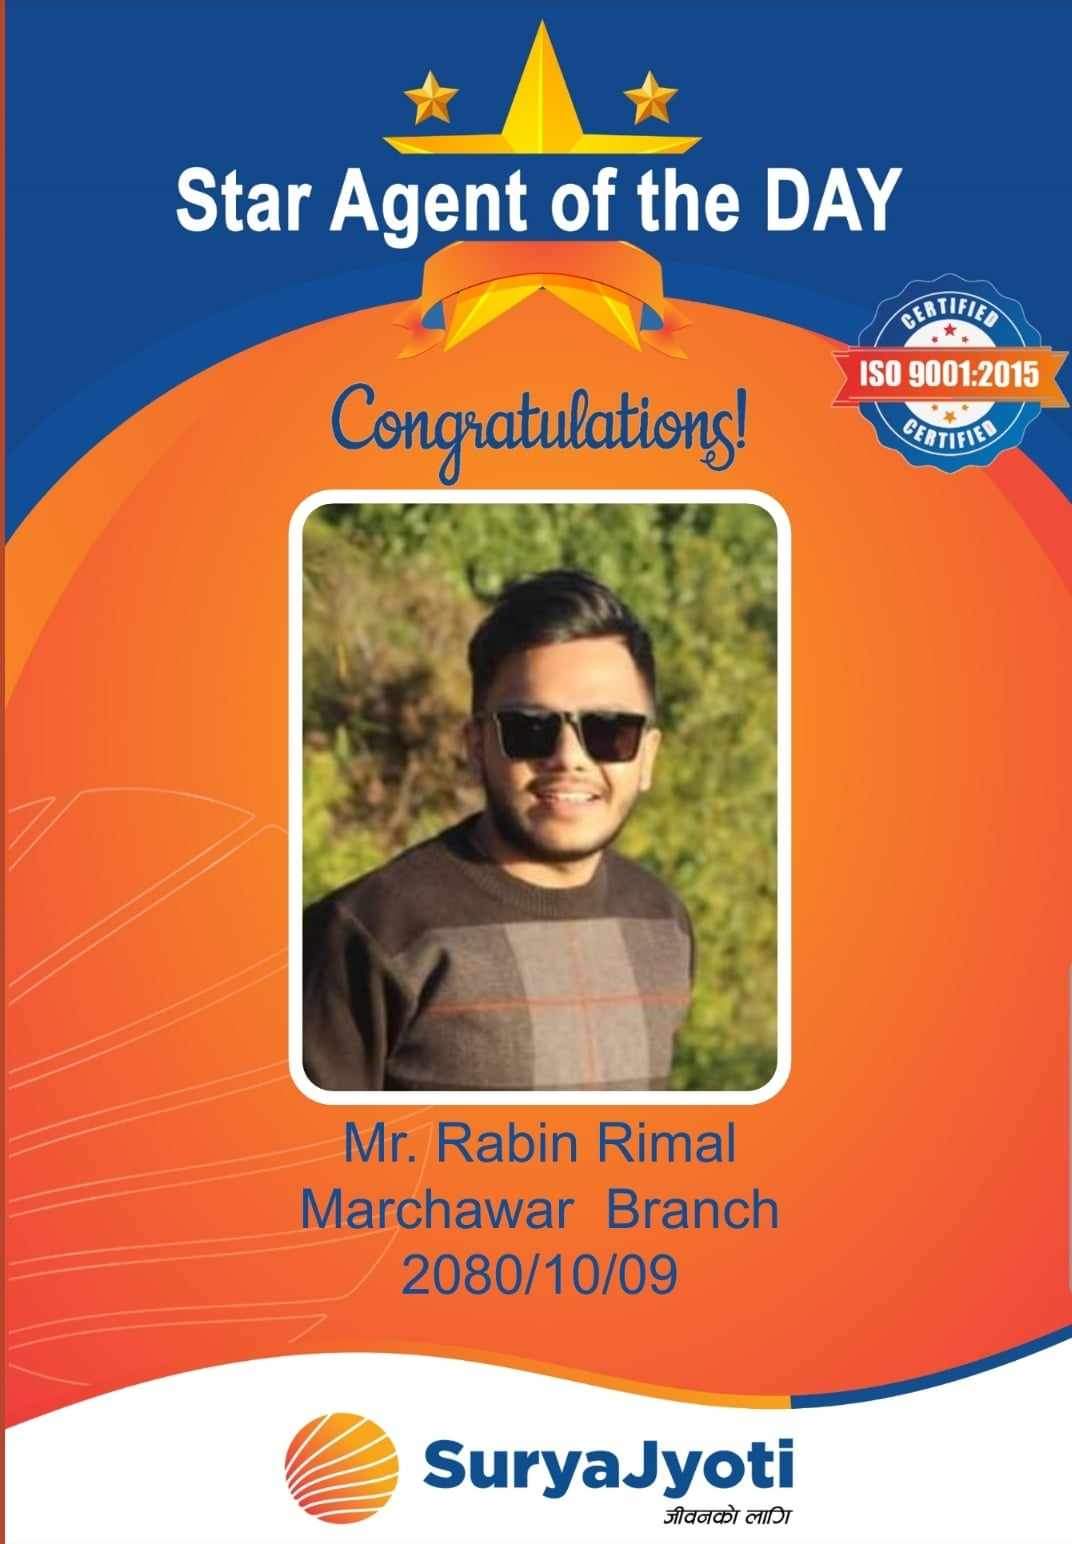 Star Agent of the DAY
CERTIFIED
ISO 9001:2015
CERTIFIED
Congratulations!
Mr. Rabin Rimal
Marchawar Branch
2080/10/09
SuryaJyoti
जीवनको लागि